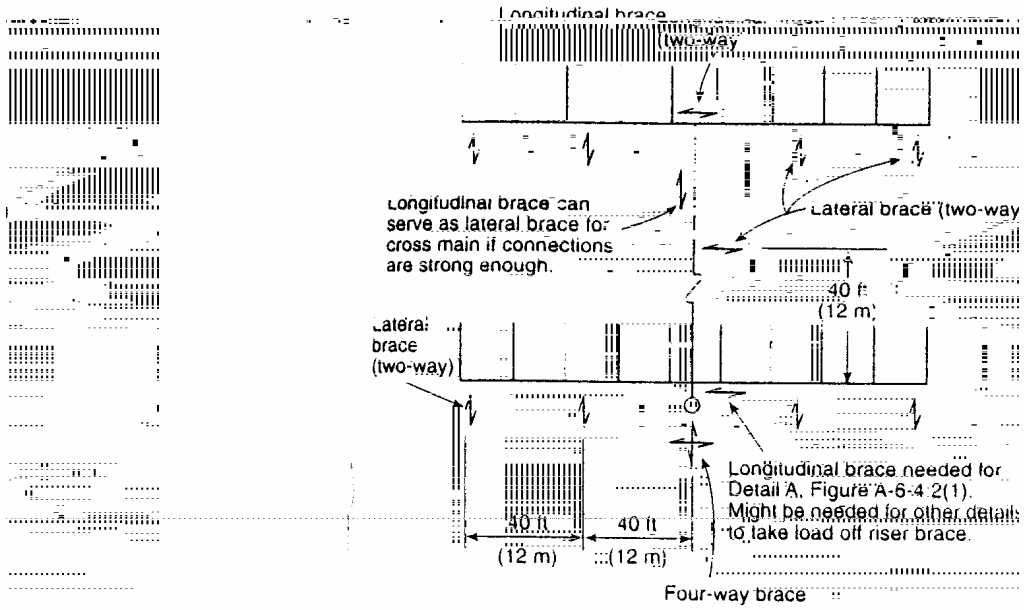 Longitudinal brace
(two-way
Longitudinal brace can
serve as lateral brace for
cross main if connections
are strong enough.
Lateral brace (two-way
40 ft
(12 m)
Lateral
brace
(two-way)
Longitudinal brace needed for
Detail A, Figure A-6-4.2(1).
Might be needed for other details
to take load off riser brace.
40 ft
(12 m)
40 ft
(12 m)
Four-way brace